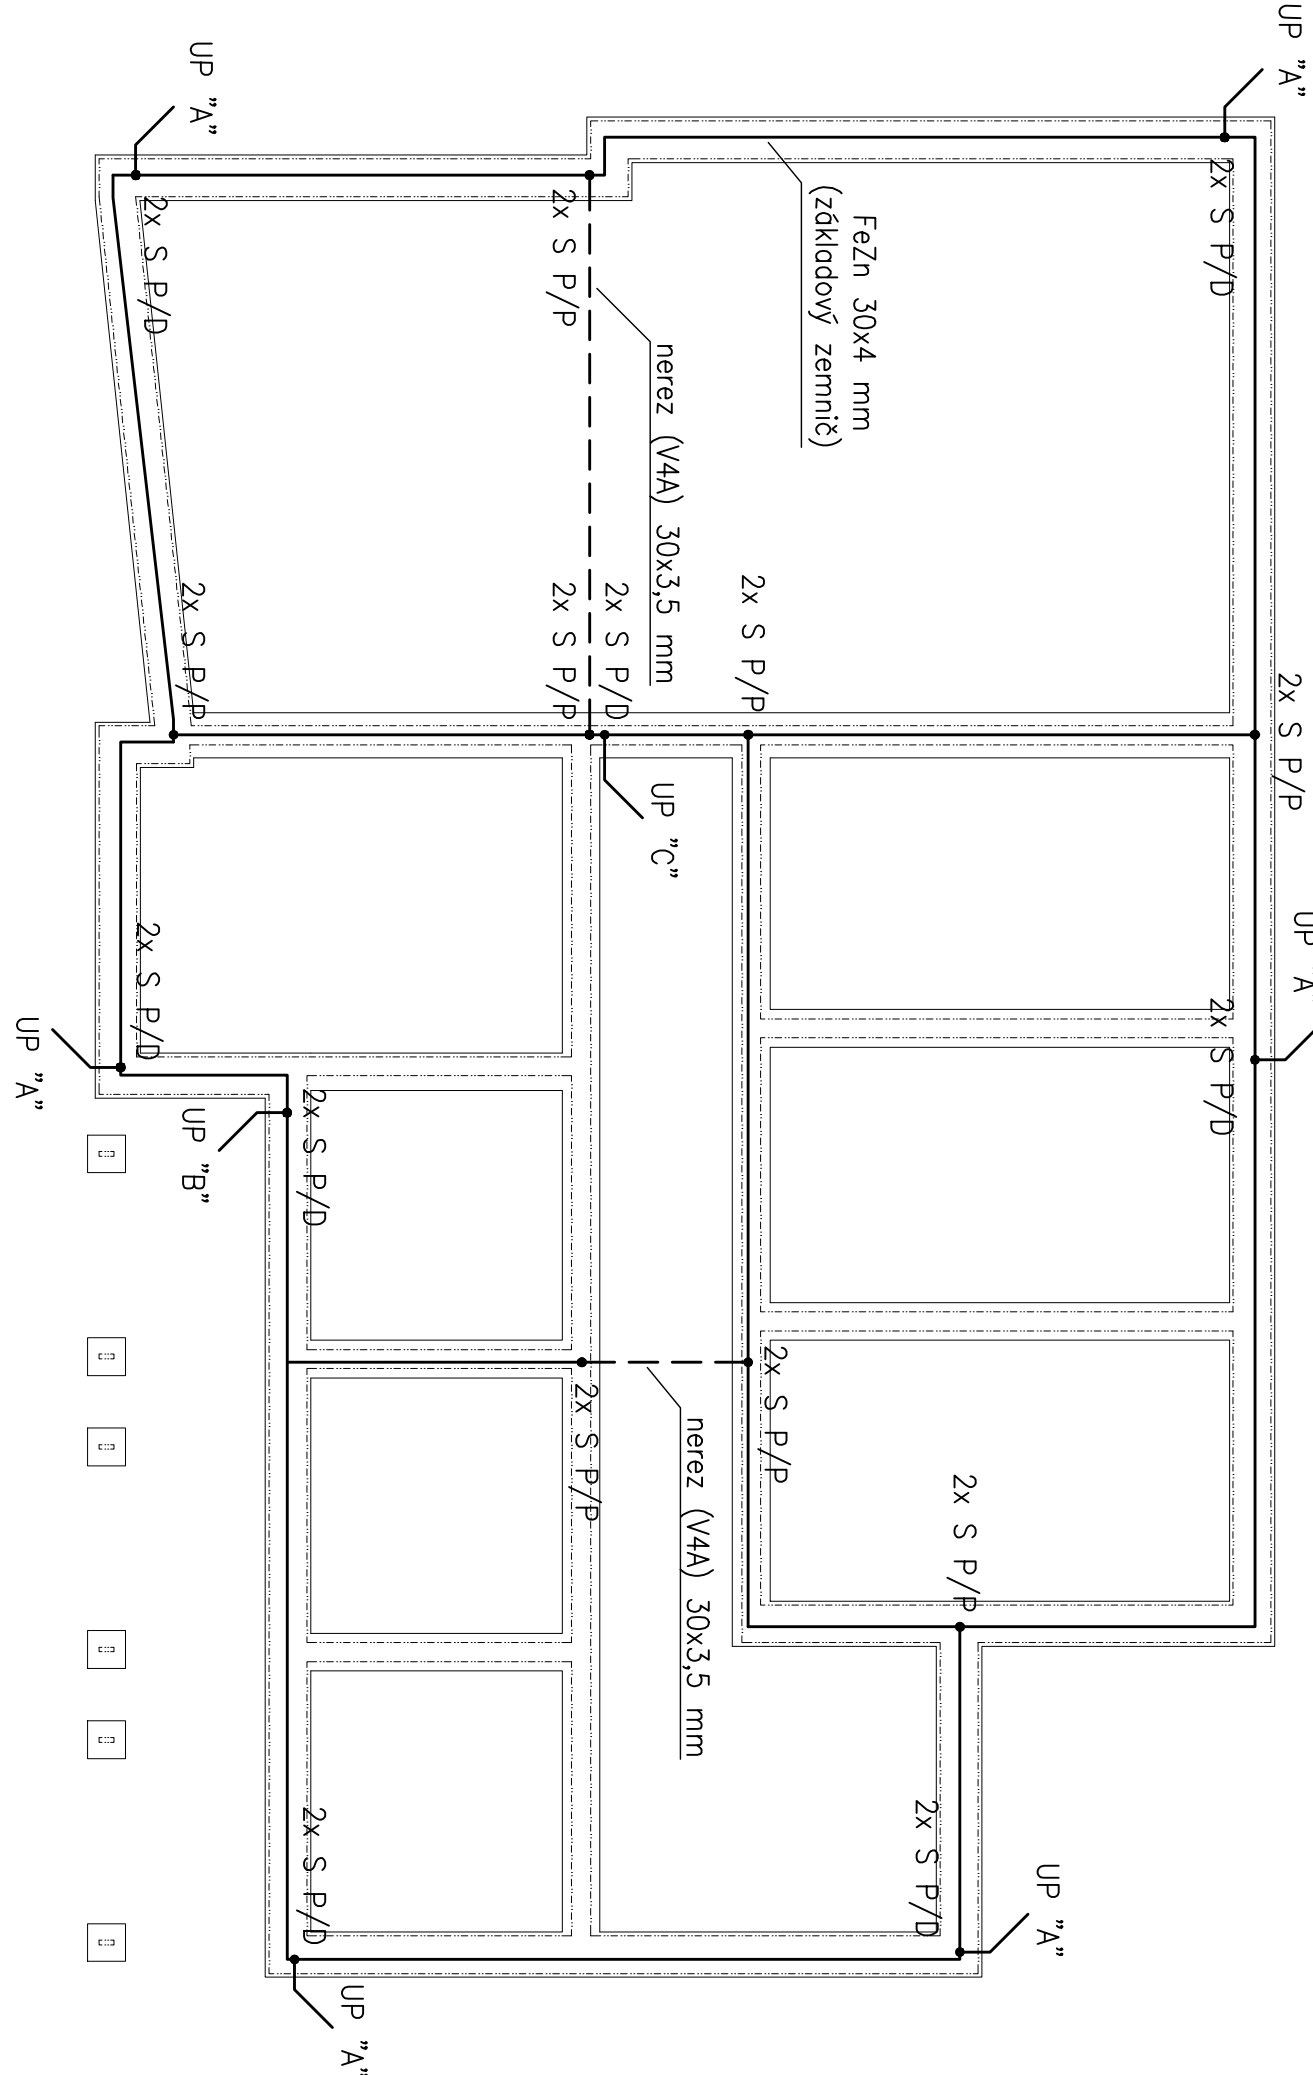 UP ”A”
UP ”A
2x S P/P
2x S P/D
2x S P/D
UP ”A”
2x S P/P
2x S P/D
FeZn 30x4 mm
(základový zemnič)
2x S P/P
2x S P/P
nerez (V4A) 30x3,5 mm
nerez (V4A) 30x3,5 mm
UP ”C”
2x S P/D
2x S P/P
2x S P/P
2x S P/P
UP ”A”
2x S P/D
2x S P/D
UP ”A”
2x S P/P
UP ”B”
2x S P/D
2x S P/D
UP ”A”